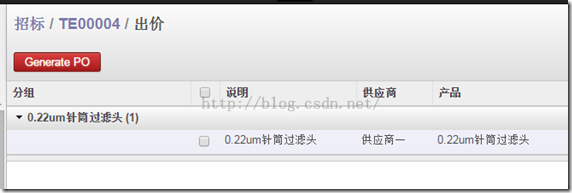 招标 / TE00004 / 出价
Generate PO
分组 说明 供应商 产品
http://blog.csdn.net/
0.22um针筒过滤头 (1)
0.22um针筒过滤头 供应商一 0.22um针筒过滤头